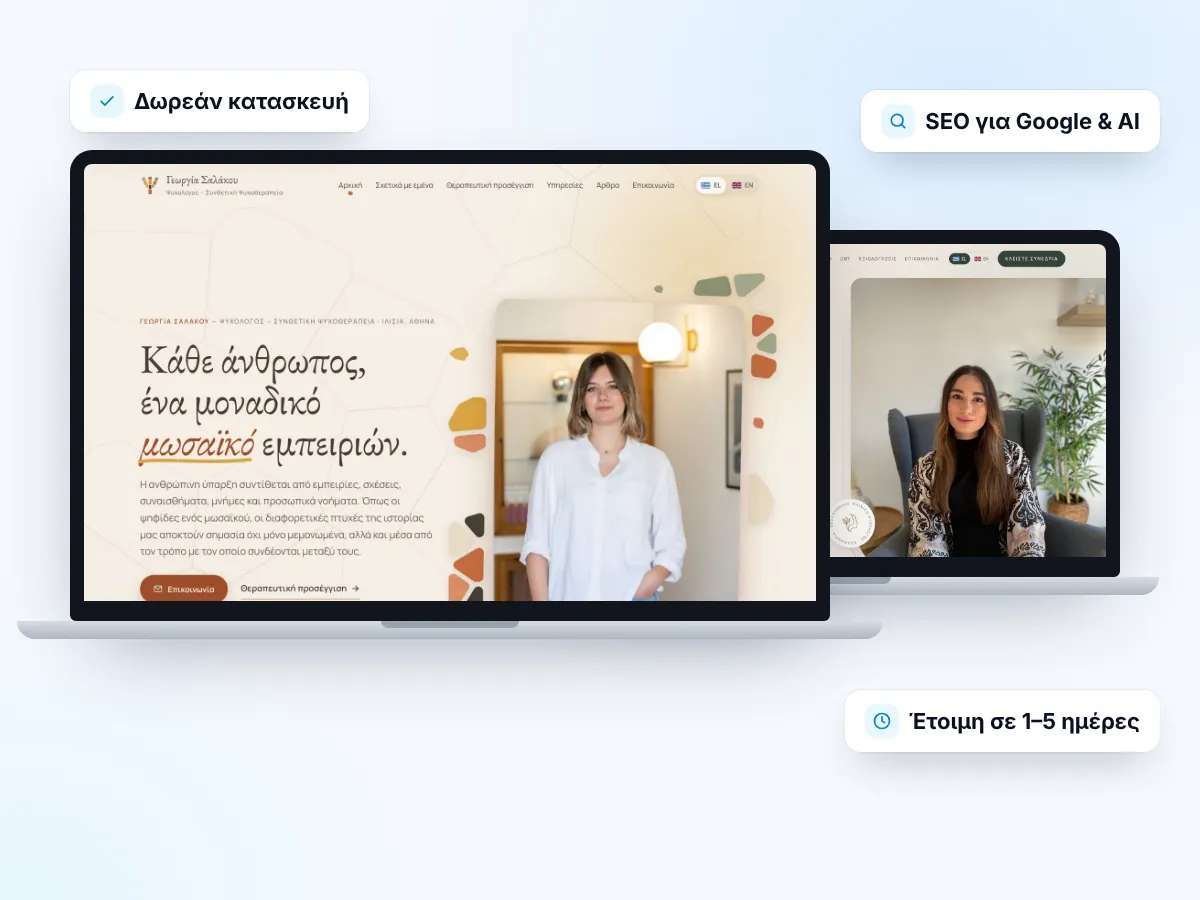 Δωρεάν κατασκευή
SEO για Google & AI
Γεωργία Σαλάκου
Ψυχολόγος – Συνθετική Ψυχοθεραπεία
Αρχική Σχετικά με εμένα Θεραπευτική προσέγγιση Υπηρεσίες Άρθρα Επικοινωνία EL EN
ΓΕΩΡΓΙΑ ΣΑΛΑΚΟΥ – ΨΥΧΟΛΟΓΟΣ – ΣΥΝΘΕΤΙΚΗ ΨΥΧΟΘΕΡΑΠΕΙΑ · ΙΛΙΣΙΑ, ΑΘΗΝΑ
Κάθε άνθρωπος,
ένα μοναδικό
μωσαϊκό εμπειριών.
Η ανθρώπινη ύπαρξη συντίθεται από εμπειρίες, σχέσεις,
συναισθήματα, μνήμες και προσωπικά νοήματα. Όπως οι
ψηφίδες ενός μωσαϊκού, οι διαφορετικές πτυχές της ιστορίας
μας αποκτούν σημασία όχι μόνο μεμονωμένα, αλλά και μέσα από
τον τρόπο με τον οποίο συνδέονται μεταξύ τους.
Επικοινωνία Θεραπευτική προσέγγιση →
CBT ΑΞΙΟΛΟΓΗΣΕΙΣ ΕΠΙΚΟΙΝΩΝΙΑ EL EN ΚΛΕΙΣΤΕ ΣΥΝΕΔΡΙΑ
Έτοιμη σε 1–5 ημέρες